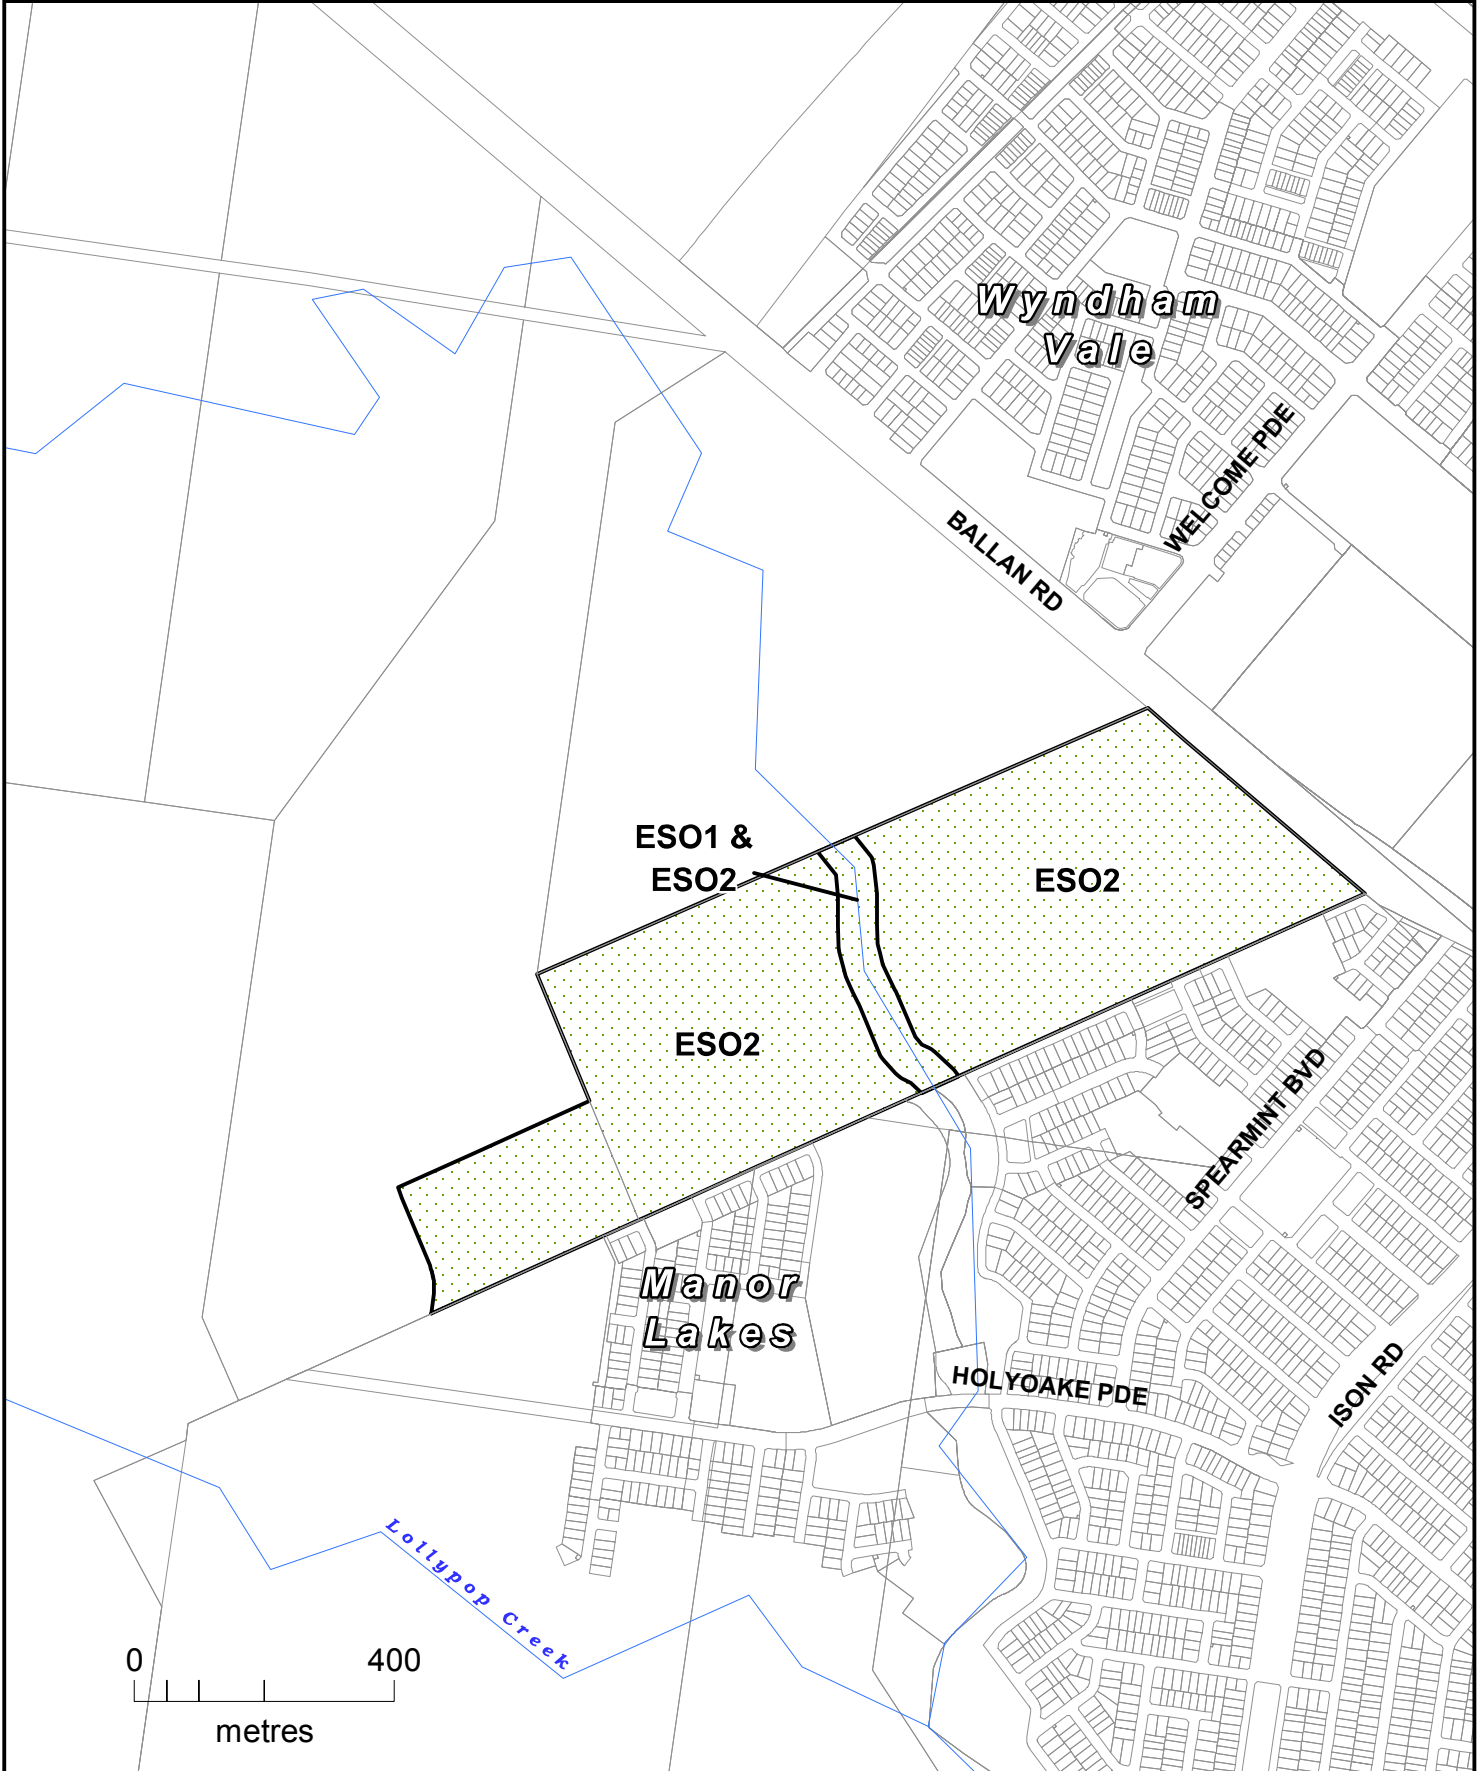 Wyndham
Vale
WELCOME PDE
BALLAN RD
ESO1 &
ESO2
ESO2
ESO2
SPEARMINT BVD
Manor
Lakes
HOLYOAKE PDE
ISON RD
Lollypop Creek
0 400
metres